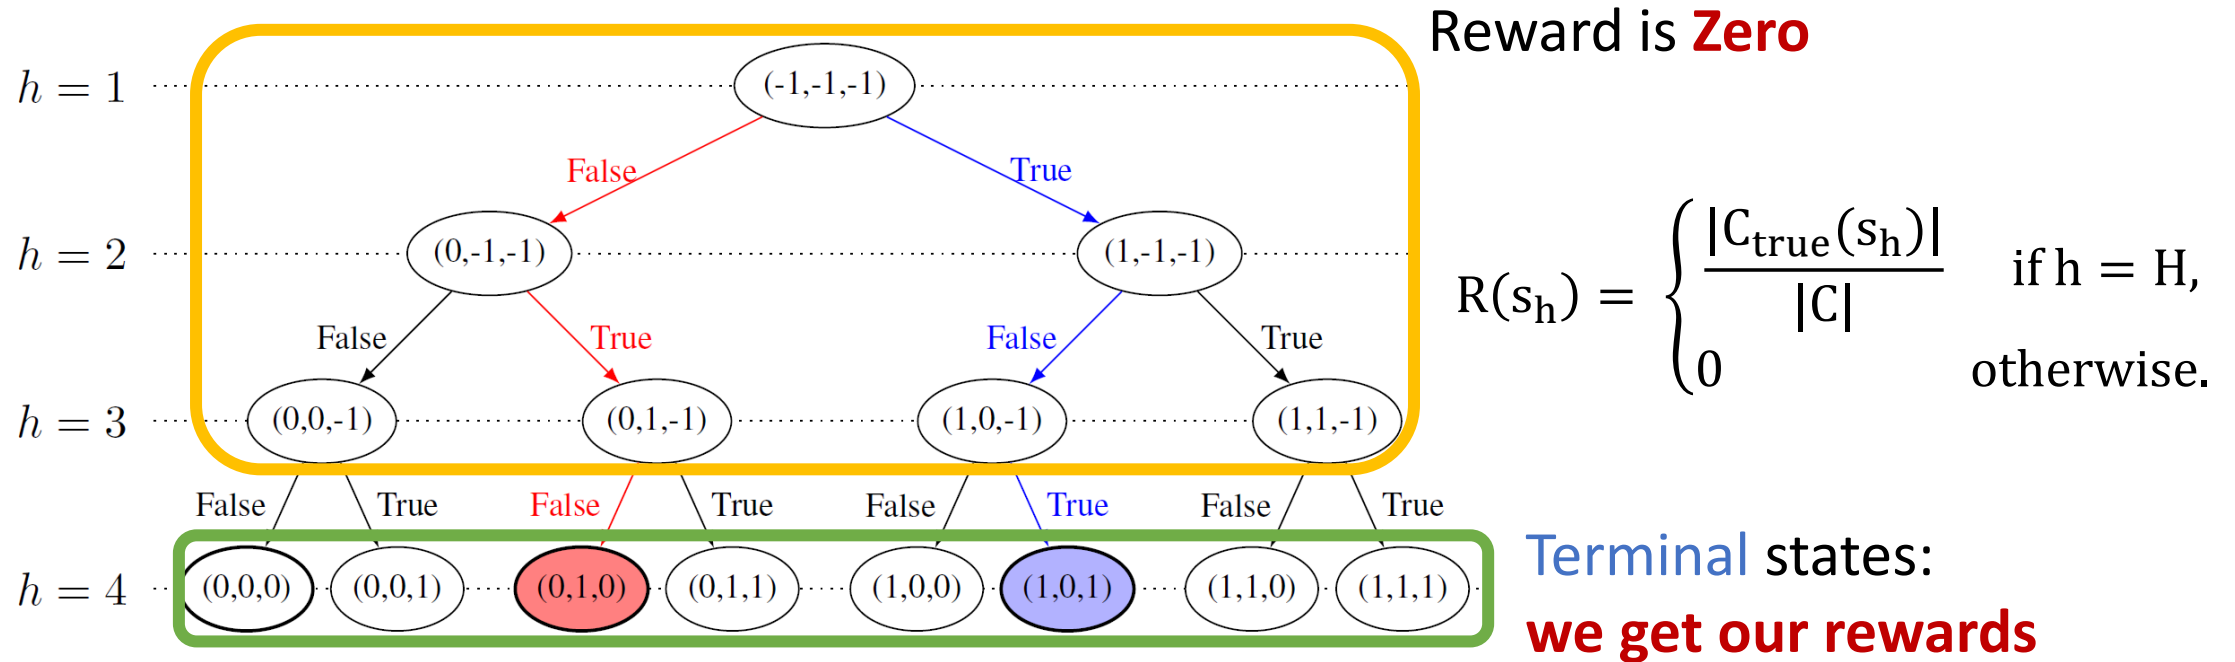 Reward is Zero
h = 1
(-1,-1,-1)
False
True
h = 2
(0,-1,-1)
(1,-1,-1)
False
True
False
True
h = 3
(0,0,-1)
(0,1,-1)
(1,0,-1)
(1,1,-1)
False
True
False
True
False
True
False
True
h = 4
(0,0,0)
(0,0,1)
(0,1,0)
(0,1,1)
(1,0,0)
(1,0,1)
(1,1,0)
(1,1,1)
R(s_h) = { |C_true(s_h)| / |C| if h = H,
0 otherwise.
Terminal states:
we get our rewards